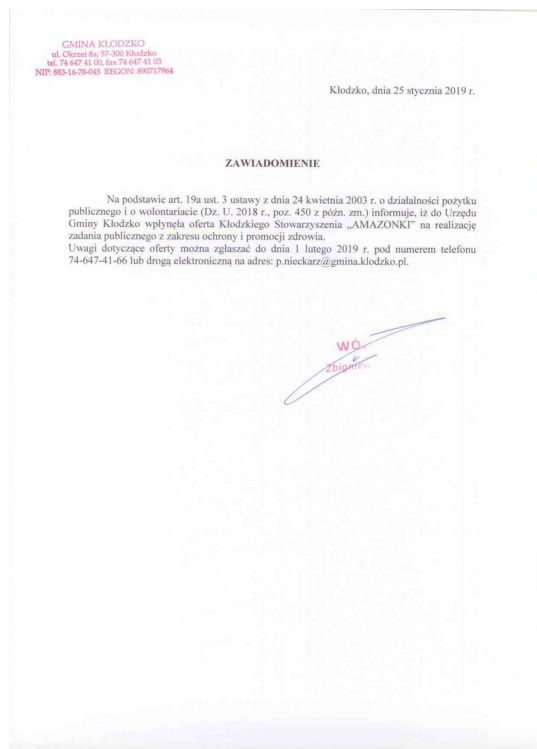 GMINA KŁODZKO
ul. Okrzei 8a; 57-300 Kłodzko
tel. 74 647 41 00, fax 74 647 41 03
NIP: 883-16-78-045 REGON: 890717964
Kłodzko, dnia 25 stycznia 2019 r.
ZAWIADOMIENIE
Na podstawie art. 19a ust. 3 ustawy z dnia 24 kwietnia 2003 r. o działalności pożytku
publicznego i o wolontariacie (Dz. U. 2018 r., poz. 450 z późn. zm.) informuje, iż do Urzędu
Gminy Kłodzko wpłynęła oferta Kłodzkiego Stowarzyszenia „AMAZONKI” na realizację
zadania publicznego z zakresu ochrony i promocji zdrowia.
Uwagi dotyczące oferty można zgłaszać do dnia 1 lutego 2019 r. pod numerem telefonu
74-647-41-66 lub drogą elektroniczną na adres: p.nieckarz@gmina.klodzko.pl.
WÓ
Zbigniew